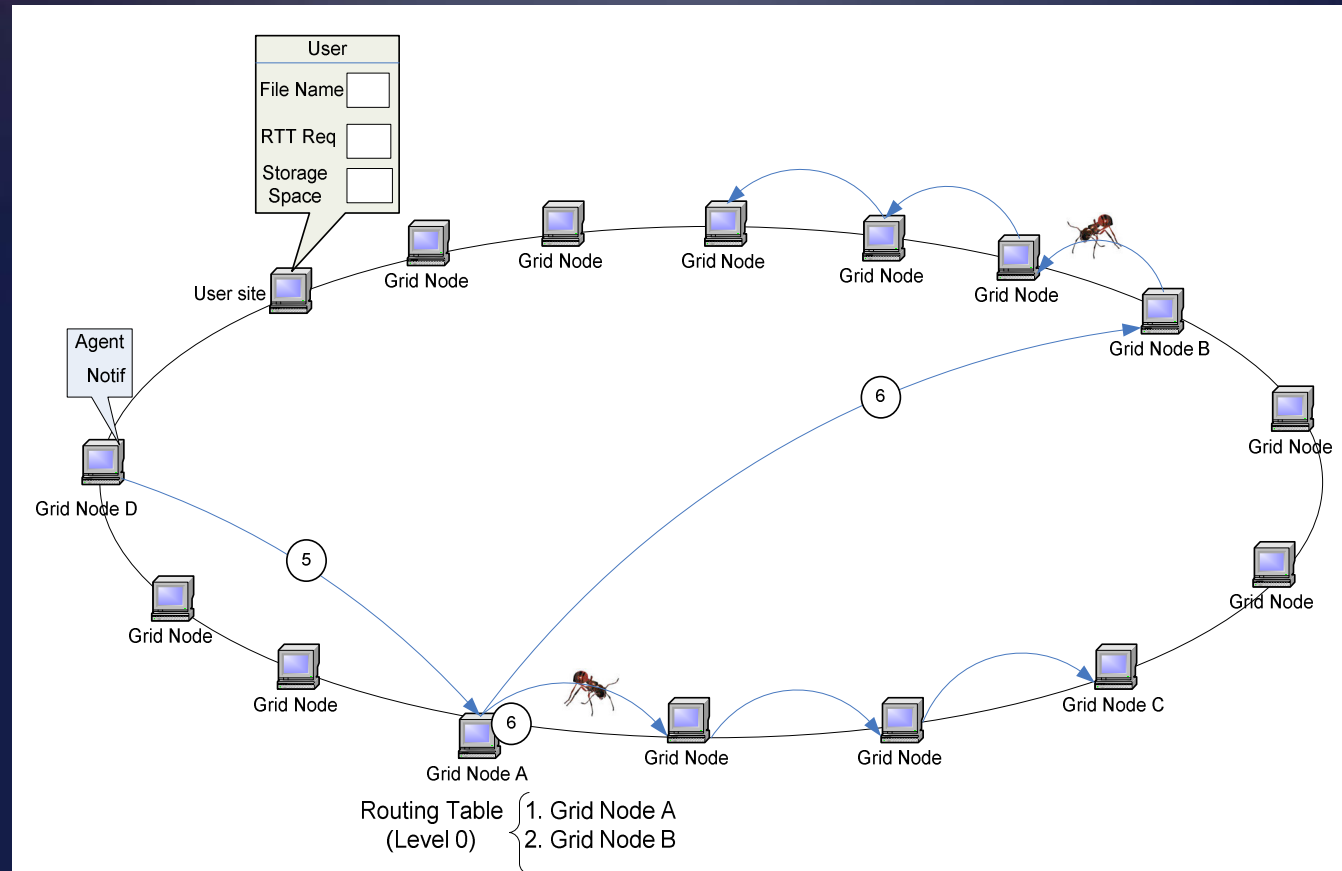 User
File Name
RTT Req
Storage
Space
Grid Node
Grid Node
Grid Node
Grid Node
Grid Node
User site
Grid Node B
Agent
Notif
6
Grid Node
Grid Node D
5
Grid Node
Grid Node
Grid Node
Grid Node C
6
Grid Node
Grid Node
Grid Node A
Routing Table
(Level 0)
1. Grid Node A
2. Grid Node B